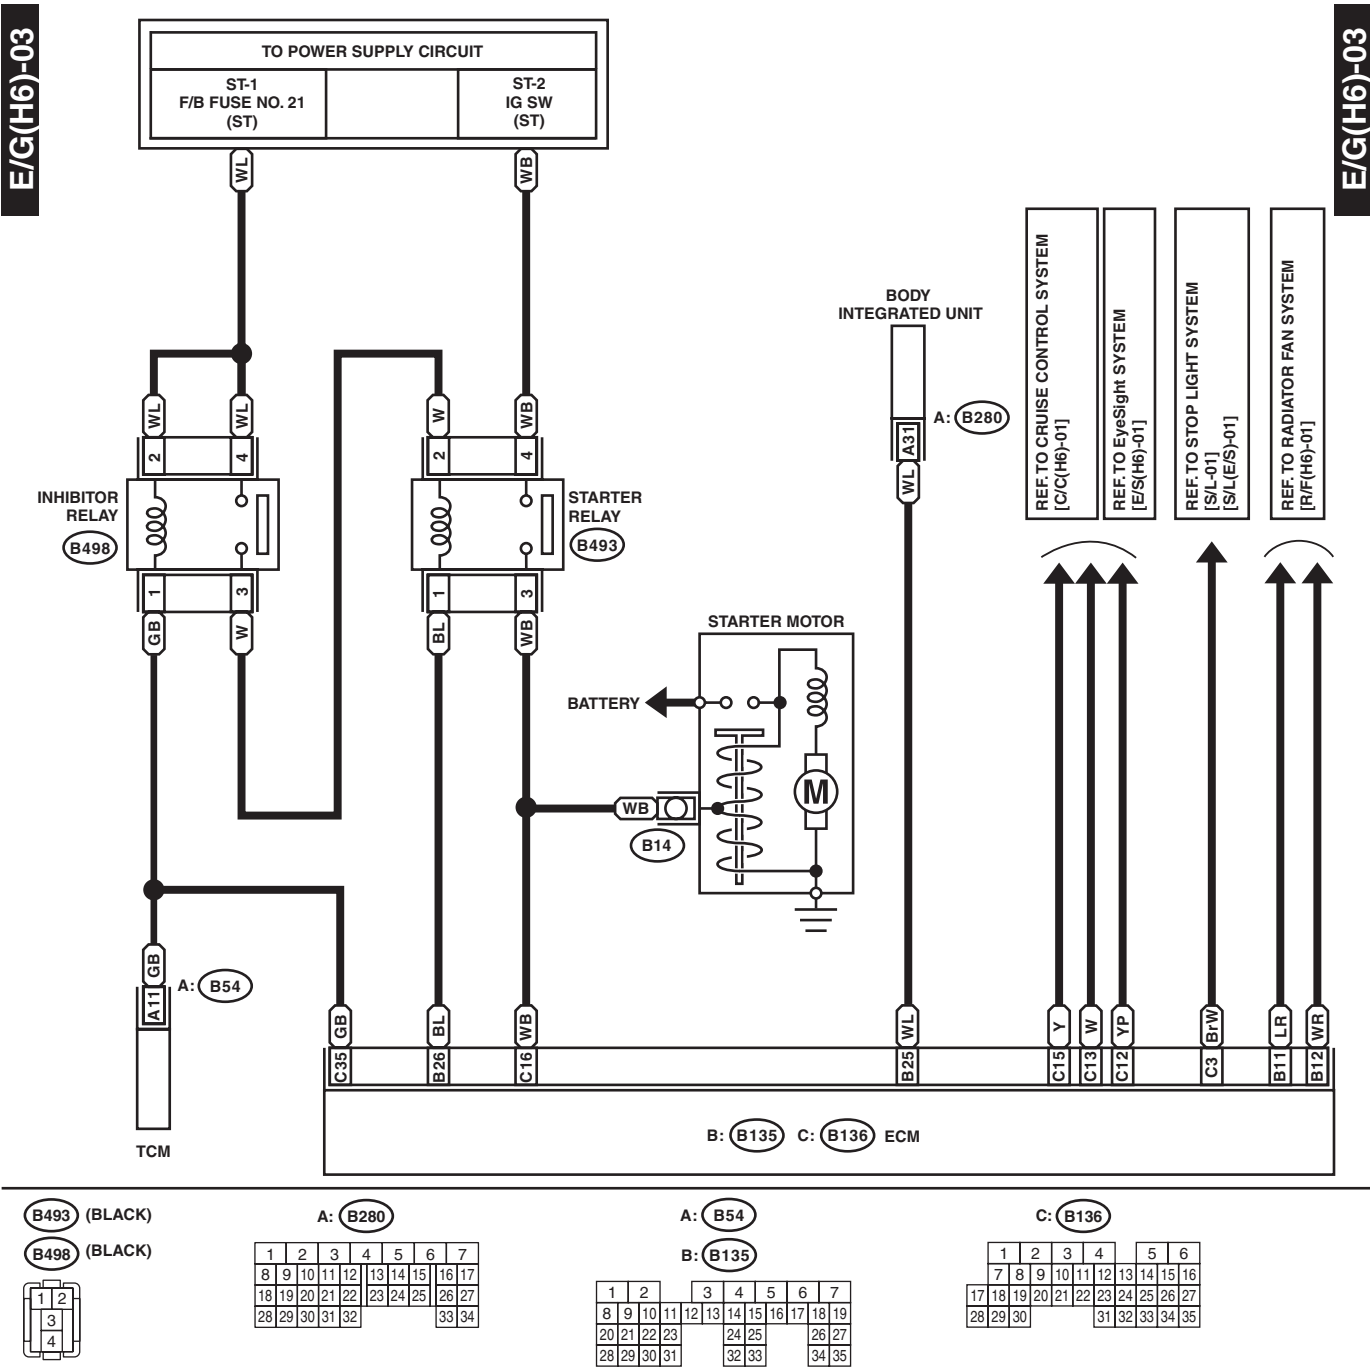 E/G(H6)-03
E/G(H6)-03
TO POWER SUPPLY CIRCUIT
ST-1
F/B FUSE NO. 21
(ST)
ST-2
IG SW
(ST)
WL
WB
REF. TO CRUISE CONTROL SYSTEM
[C/C(H6)-01]
REF. TO EyeSight SYSTEM
[E/S(H6)-01]
REF. TO STOP LIGHT SYSTEM
[S/L-01]
[S/L(E/S)-01]
REF. TO RADIATOR FAN SYSTEM
[R/F(H6)-01]
BODY
INTEGRATED UNIT
A: B280
A31
WL
WL WL W WB
2 4 2 4
INHIBITOR
RELAY
B498
STARTER
RELAY
B493
1 3 1 3
GB W BL WB
STARTER MOTOR
BATTERY
M
WB
B14
GB
A11
A: B54
TCM
GB BL WB WL Y W YP BrW LR WR
C35 B26 C16 B25 C15 C13 C12 C3 B11 B12
B: B135 C: B136 ECM
B493 (BLACK)
B498 (BLACK)
1 2
3
4
A: B280
1 2 3 4 5 6 7
8 9 10 11 12 13 14 15 16 17
18 19 20 21 22 23 24 25 26 27
28 29 30 31 32 33 34
A: B54
B: B135
1 2 3 4 5 6 7
8 9 10 11 12 13 14 15 16 17 18 19
20 21 22 23 24 25 26 27
28 29 30 31 32 33 34 35
C: B136
1 2 3 4 5 6
7 8 9 10 11 12 13 14 15 16
17 18 19 20 21 22 23 24 25 26 27
28 29 30 31 32 33 34 35